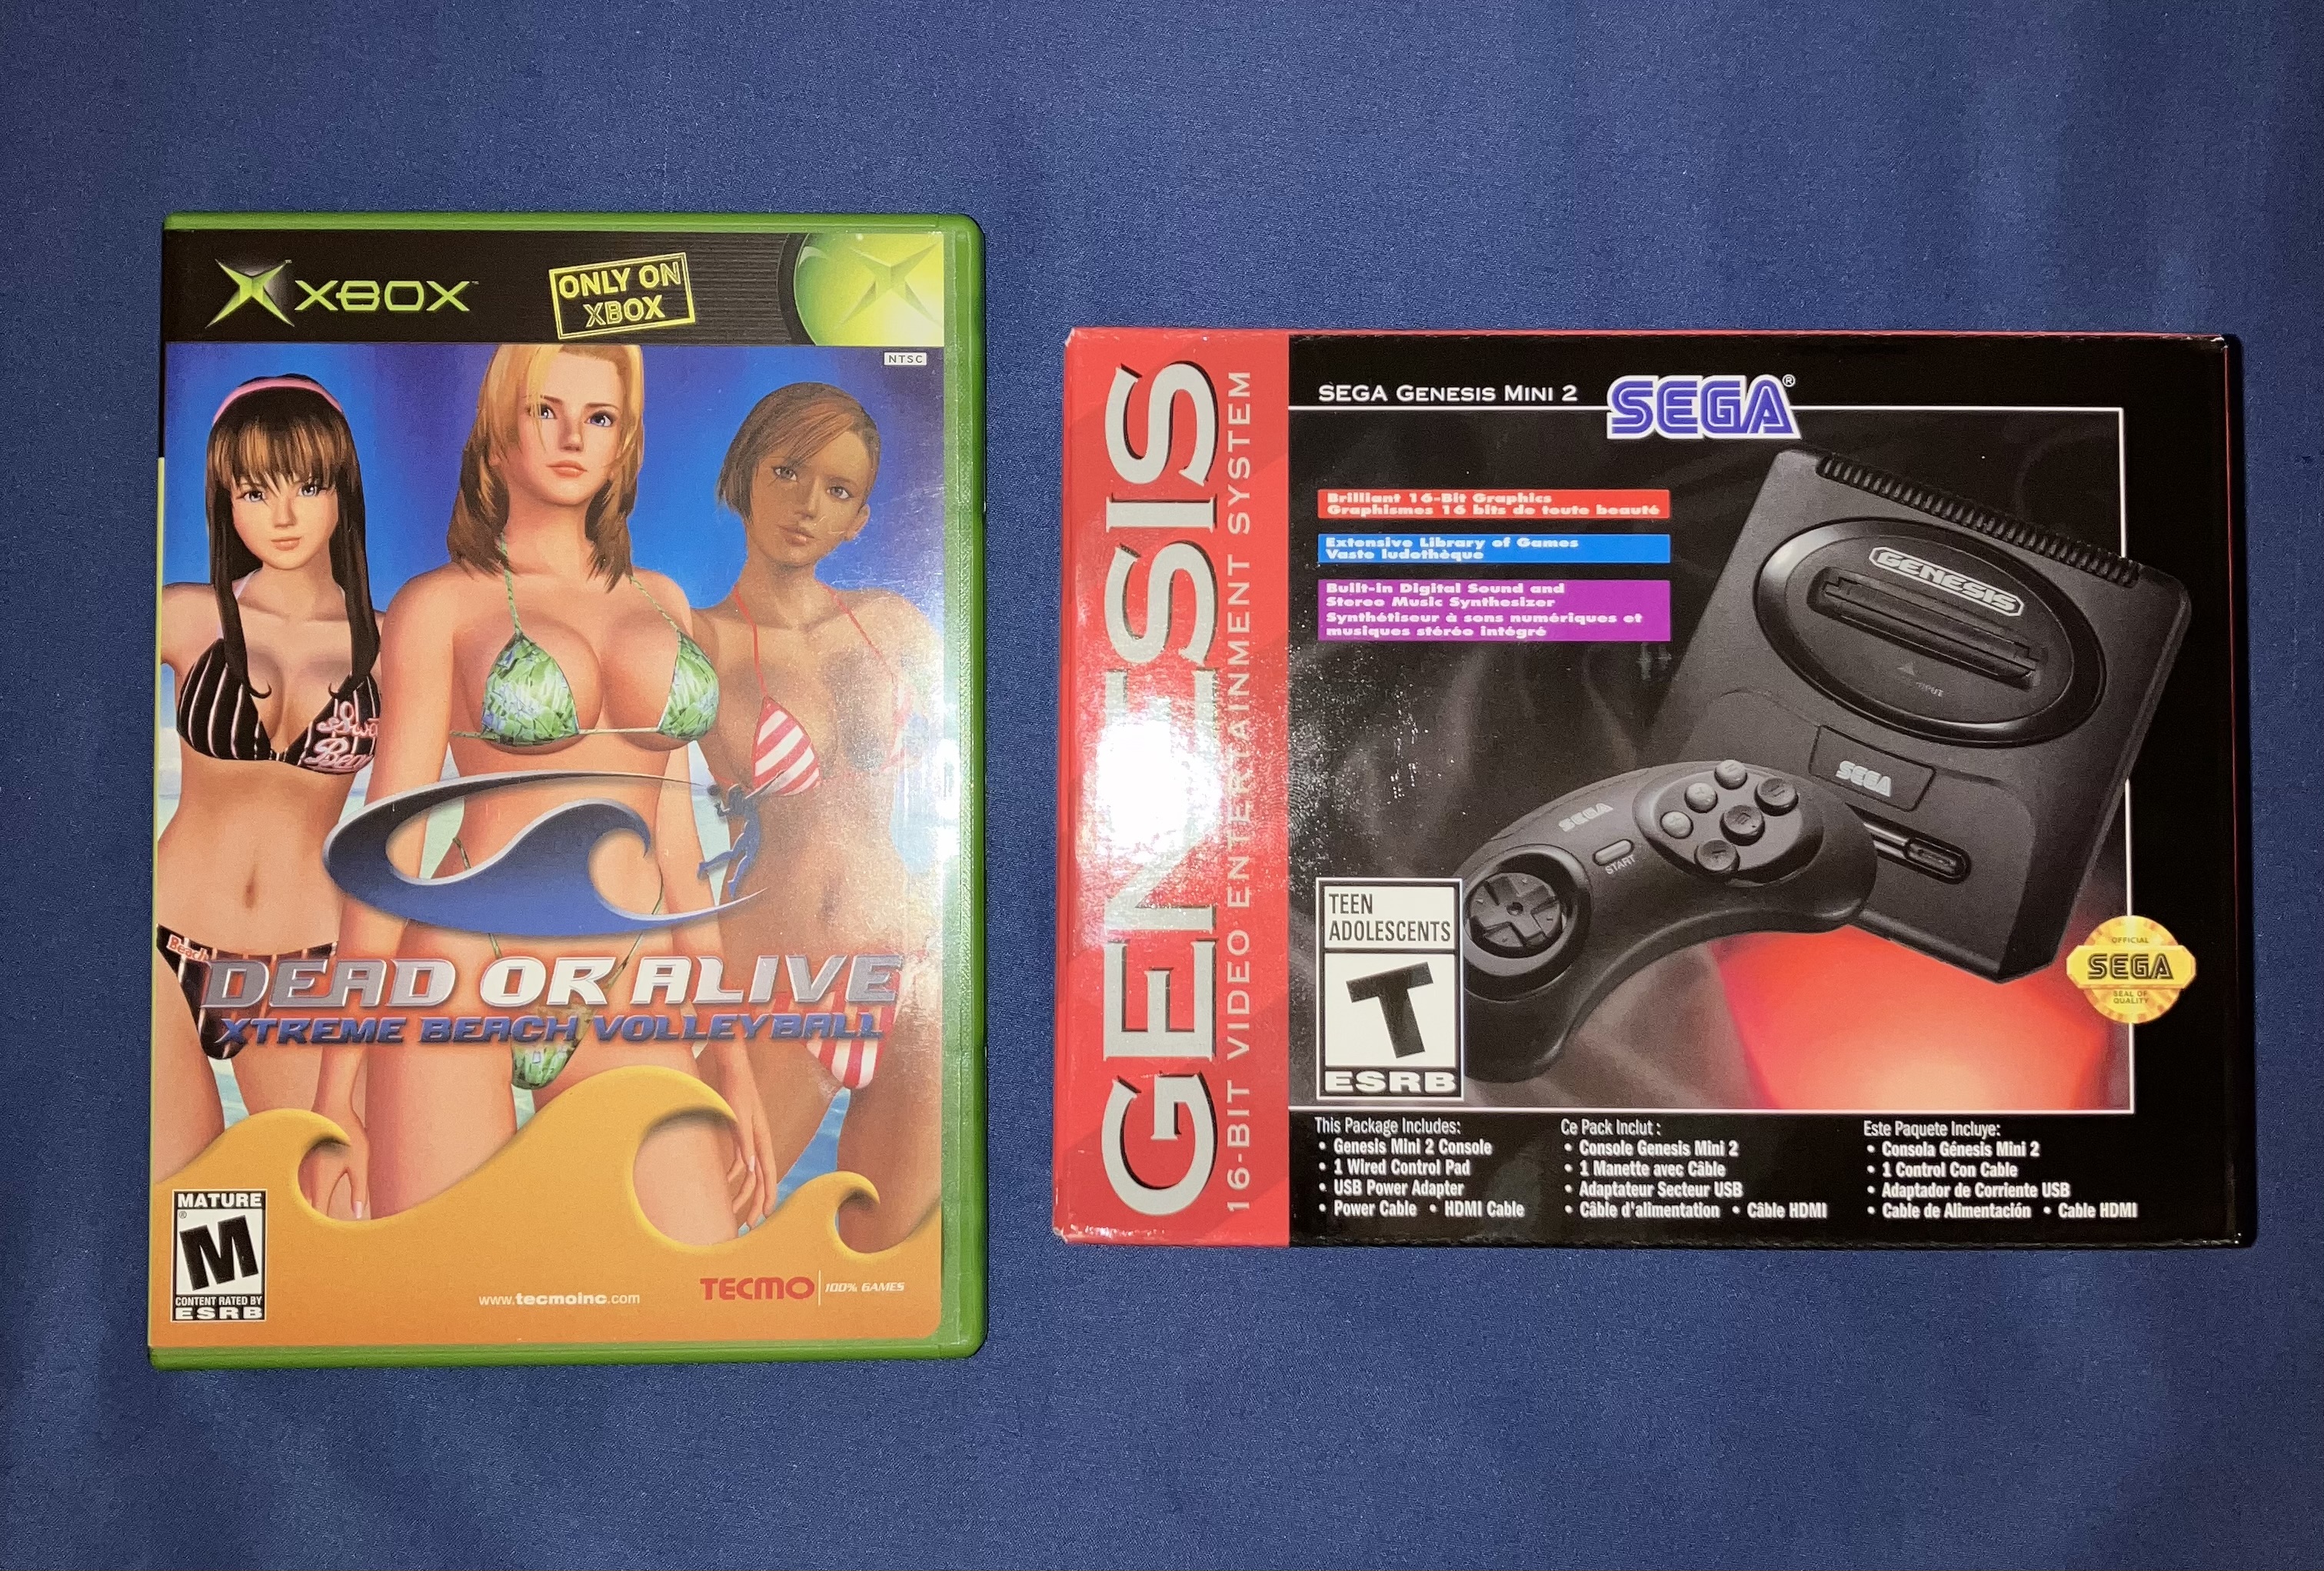 XBOX
ONLY ON
XBOX
NTSC
Beach
DEAD OR ALIVE
XTREME BEACH VOLLEYBALL
MATURE
M
CONTENT RATED BY
ESRB
www.tecmoinc.com
TECMO
100% GAMES
GENESIS
16-BIT VIDEO ENTERTAINMENT SYSTEM
SEGA GENESIS MINI 2
SEGA®
Brilliant 16-Bit Graphics
Graphismes 16 bits de toute beauté
Extensive Library of Games
Vaste ludothèque
Built-in Digital Sound and
Stereo Music Synthesizer
Synthétiseur à sons numériques et
musiques stéréo intégré
GENESIS
SEGA
SEGA
START
TEEN
ADOLESCENTS
T
ESRB
OFFICIAL
SEGA
SEAL OF
QUALITY
This Package Includes:
• Genesis Mini 2 Console
• 1 Wired Control Pad
• USB Power Adapter
• Power Cable • HDMI Cable
Ce Pack Inclut :
• Console Genesis Mini 2
• 1 Manette avec Câble
• Adaptateur Secteur USB
• Câble d'alimentation • Câble HDMI
Este Paquete Incluye:
• Consola Génesis Mini 2
• 1 Control Con Cable
• Adaptador de Corriente USB
• Cable de Alimentación • Cable HDMI